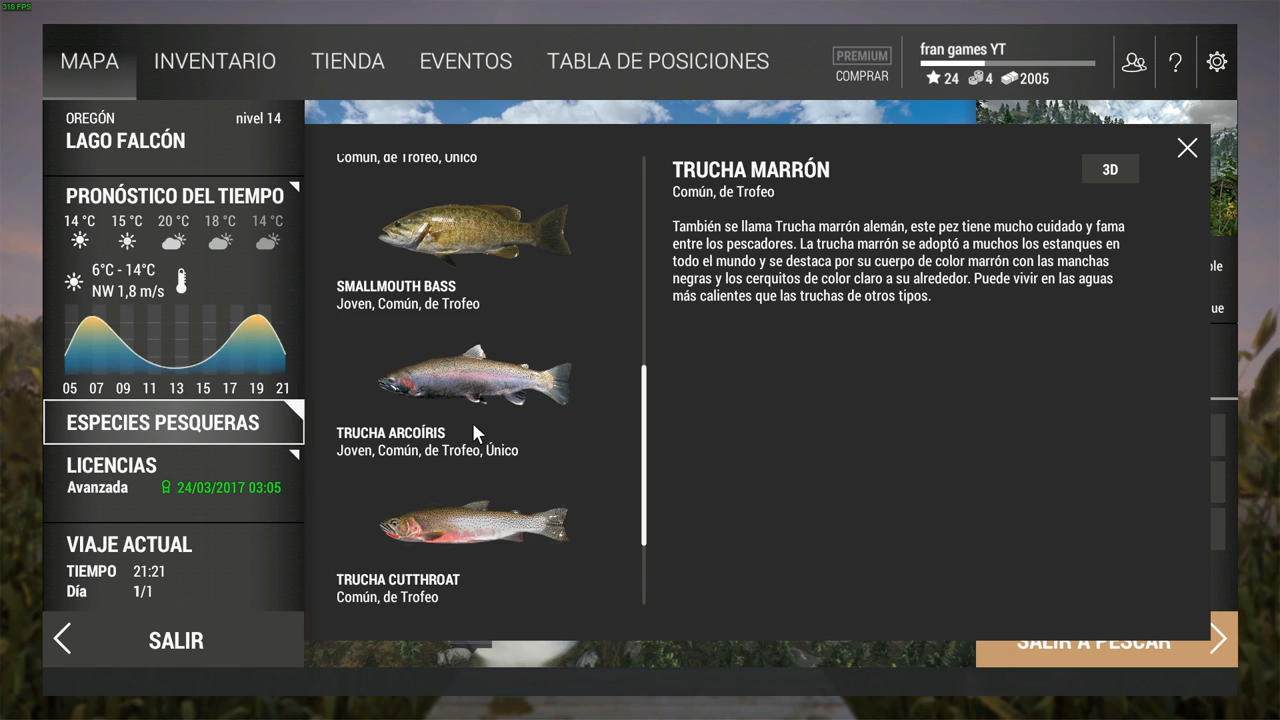 318 FPS
MAPA
INVENTARIO
TIENDA
EVENTOS
TABLA DE POSICIONES
PREMIUM
COMPRAR
fran games YT
24 4 2005
?
OREGÓN nivel 14
LAGO FALCÓN
PRONÓSTICO DEL TIEMPO
14 °C 15 °C 20 °C 18 °C 14 °C
6°C - 14°C
NW 1,8 m/s
05 07 09 11 13 15 17 19 21
ESPECIES PESQUERAS
LICENCIAS
Avanzada 24/03/2017 03:05
VIAJE ACTUAL
TIEMPO 21:21
Día 1/1
SALIR
Común, de Trofeo, Único
SMALLMOUTH BASS
Joven, Común, de Trofeo
TRUCHA ARCOÍRIS
Joven, Común, de Trofeo, Único
TRUCHA CUTTHROAT
Común, de Trofeo
TRUCHA MARRÓN
Común, de Trofeo
3D
También se llama Trucha marrón alemán, este pez tiene mucho cuidado y fama
entre los pescadores. La trucha marrón se adoptó a muchos los estanques en
todo el mundo y se destaca por su cuerpo de color marrón con las manchas
negras y los cerquitos de color claro a su alrededor. Puede vivir en las aguas
más calientes que las truchas de otros tipos.
ble
ue
SALIR A PESCAR